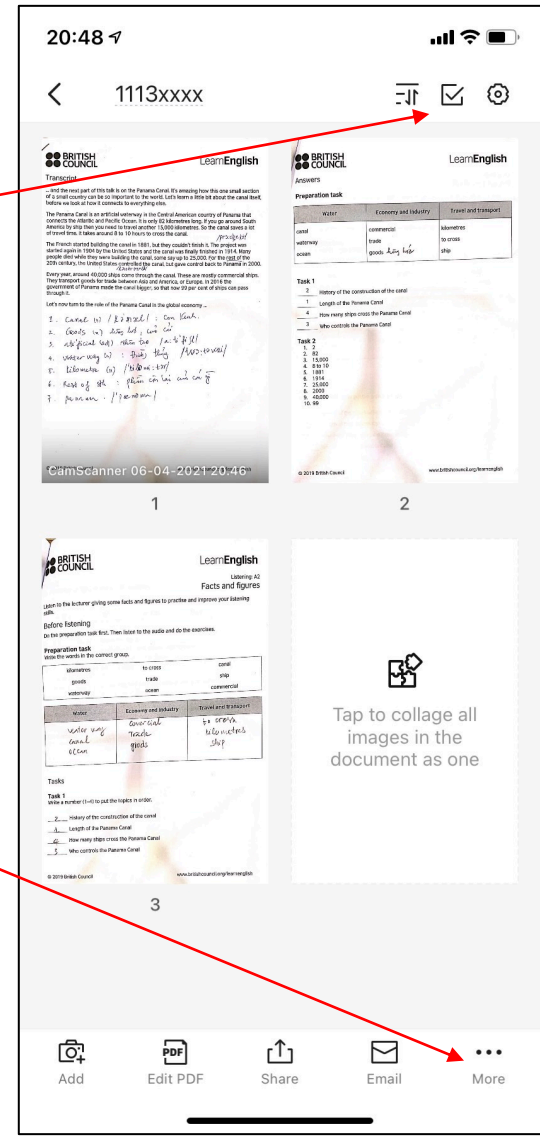 20:48
1113xxxx
BRITISH COUNCIL
LearnEnglish
Transcript
... and the next part of this talk is on the Panama Canal. It's amazing how this one small section
of a small country can be so important to the world. Let's learn a little bit about the canal itself,
before we look at how it connects to everything else.
The Panama Canal is an artificial waterway in the Central American country of Panama that
connects the Atlantic and Pacific Ocean. It is only 82 kilometres long. If you go around South
America by ship then you need to travel another 15,000 kilometres. So the canal saves a lot
of travel time. It takes around 8 to 10 hours to cross the canal.
The French started building the canal in 1881, but they couldn't finish it. The project was
started again in 1904 by the United States and the canal was finally finished in 1914. Many
people died while they were building the canal, some say up to 25,000. For the rest of the
20th century, the United States controlled the canal, but gave control back to Panama in 2000.
Every year, around 40,000 ships come through the canal. These are mostly commercial ships.
They transport goods for trade between Asia and America, or Europe. In 2016 the
government of Panama made the canal bigger, so that now 99 per cent of ships can pass
through it.
Let's now turn to the role of the Panama Canal in the global economy ...
1. Canal (n) : con kênh.
2. Goods (n)
3. artificial (adj) nhân tạo
4. water way (n) :
5. kilometre (n)
6. Rest of sth : phần còn lại của cái gì
7.
CamScanner 06-04-2021 20:46
1
BRITISH COUNCIL
LearnEnglish
Answers
Preparation task
Water Economy and industry Travel and transport
canal commercial kilometres
waterway trade to cross
ocean goods hàng hóa ship
Task 1
2 History of the construction of the canal
1 Length of the Panama Canal
4 How many ships cross the Panama Canal
3 Who controls the Panama Canal
Task 2
1. 2
2. 82
3. 15,000
4. 8 to 10
5. 1881
6. 1914
7. 25,000
8. 2000
9. 40,000
10. 99
© 2019 British Council
www.britishcouncil.org/learnenglish
2
BRITISH COUNCIL
LearnEnglish
Listening: A2
Facts and figures
Listen to the lecturer giving some facts and figures to practise and improve your listening
skills.
Before listening
Do the preparation task first. Then listen to the audio and do the exercises.
Preparation task
Write the words in the correct group.
kilometres to cross canal
goods trade ship
waterway ocean commercial
Water Economy and industry Travel and transport
water way
canal Trade kilometres
ocean goods ship
Tasks
Task 1
Write a number (1–4) to put the topics in order.
2 History of the construction of the canal
1 Length of the Panama Canal
4 How many ships cross the Panama Canal
3 Who controls the Panama Canal
© 2019 British Council
www.britishcouncil.org/learnenglish
3
Tap to collage all
images in the
document as one
PDF
Add
Edit PDF
Share
Email
More